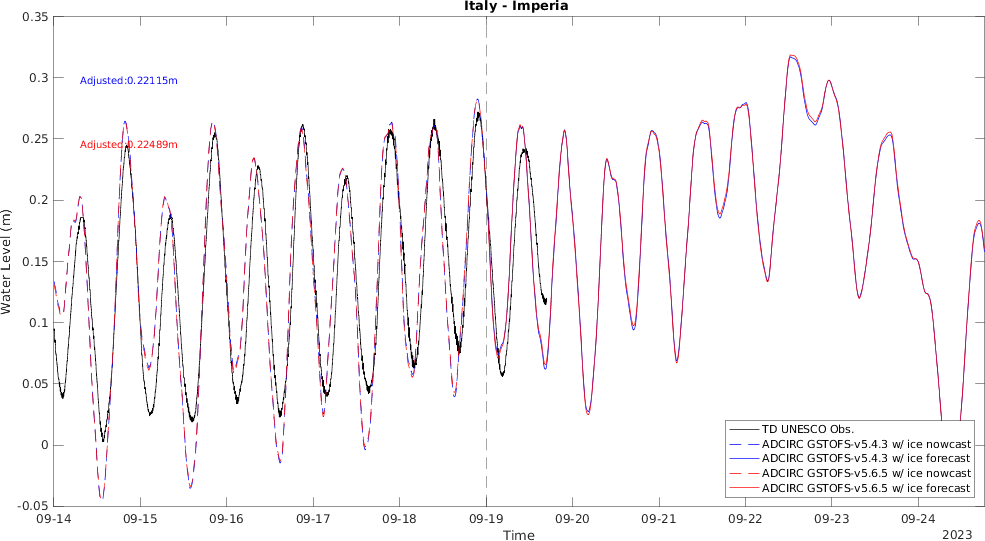 Italy - Imperia
0.35
0.3
0.25
0.2
0.15
0.1
0.05
0
-0.05
Water Level (m)
Adjusted:0.22115m
Adjusted:0.22489m
TD UNESCO Obs.
ADCIRC GSTOFS-v5.4.3 w/ ice nowcast
ADCIRC GSTOFS-v5.4.3 w/ ice forecast
ADCIRC GSTOFS-v5.6.5 w/ ice nowcast
ADCIRC GSTOFS-v5.6.5 w/ ice forecast
09-14 09-15 09-16 09-17 09-18 09-19 09-20 09-21 09-22 09-23 09-24
Time
2023